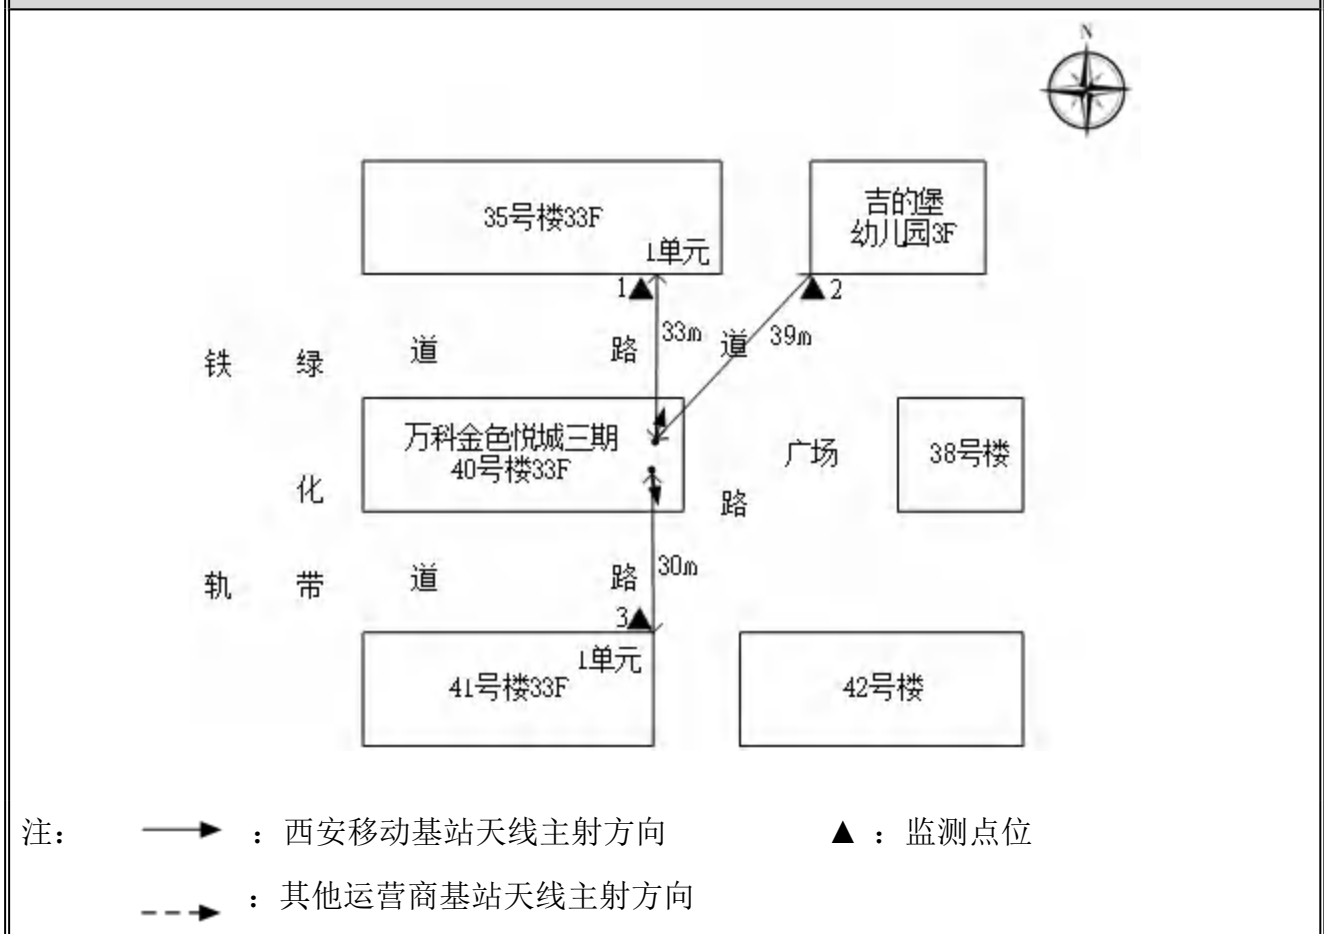 N
35号楼33F
1单元
吉的堡
幼儿园3F
1
2
33m
39m
铁 绿 道 路 道
万科金色悦城三期
40号楼33F
广场
38号楼
化
路
30m
轨 带 道 路
3
1单元
41号楼33F
42号楼
注： ：西安移动基站天线主射方向 ▲：监测点位
：其他运营商基站天线主射方向